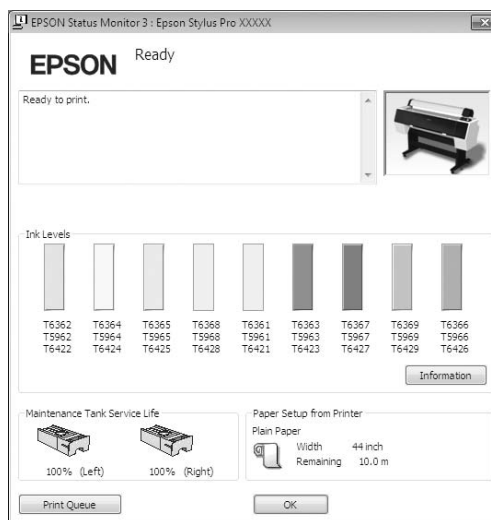 EPSON Status Monitor 3 : Epson Stylus Pro XXXXX
EPSON
Ready
Ready to print.
Ink Levels
T6362 T6364 T6365 T6368 T6361 T6363 T6367 T6369 T6366
T5962 T5964 T5965 T5968 T5961 T5963 T5967 T5969 T5966
T6422 T6424 T6425 T6428 T6421 T6423 T6427 T6429 T6426
Information
Maintenance Tank Service Life
100% (Left) 100% (Right)
Paper Setup from Printer
Plain Paper
Width 44 inch
Remaining 10.0 m
Print Queue
OK